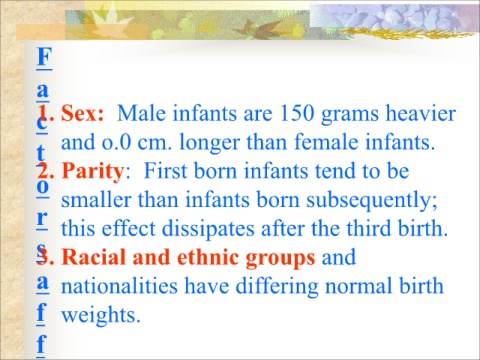 F
a
c
t
o
r
s
a
f
f
1. Sex: Male infants are 150 grams heavier
and o.0 cm. longer than female infants.
2. Parity: First born infants tend to be
smaller than infants born subsequently;
this effect dissipates after the third birth.
3. Racial and ethnic groups and
nationalities have differing normal birth
weights.